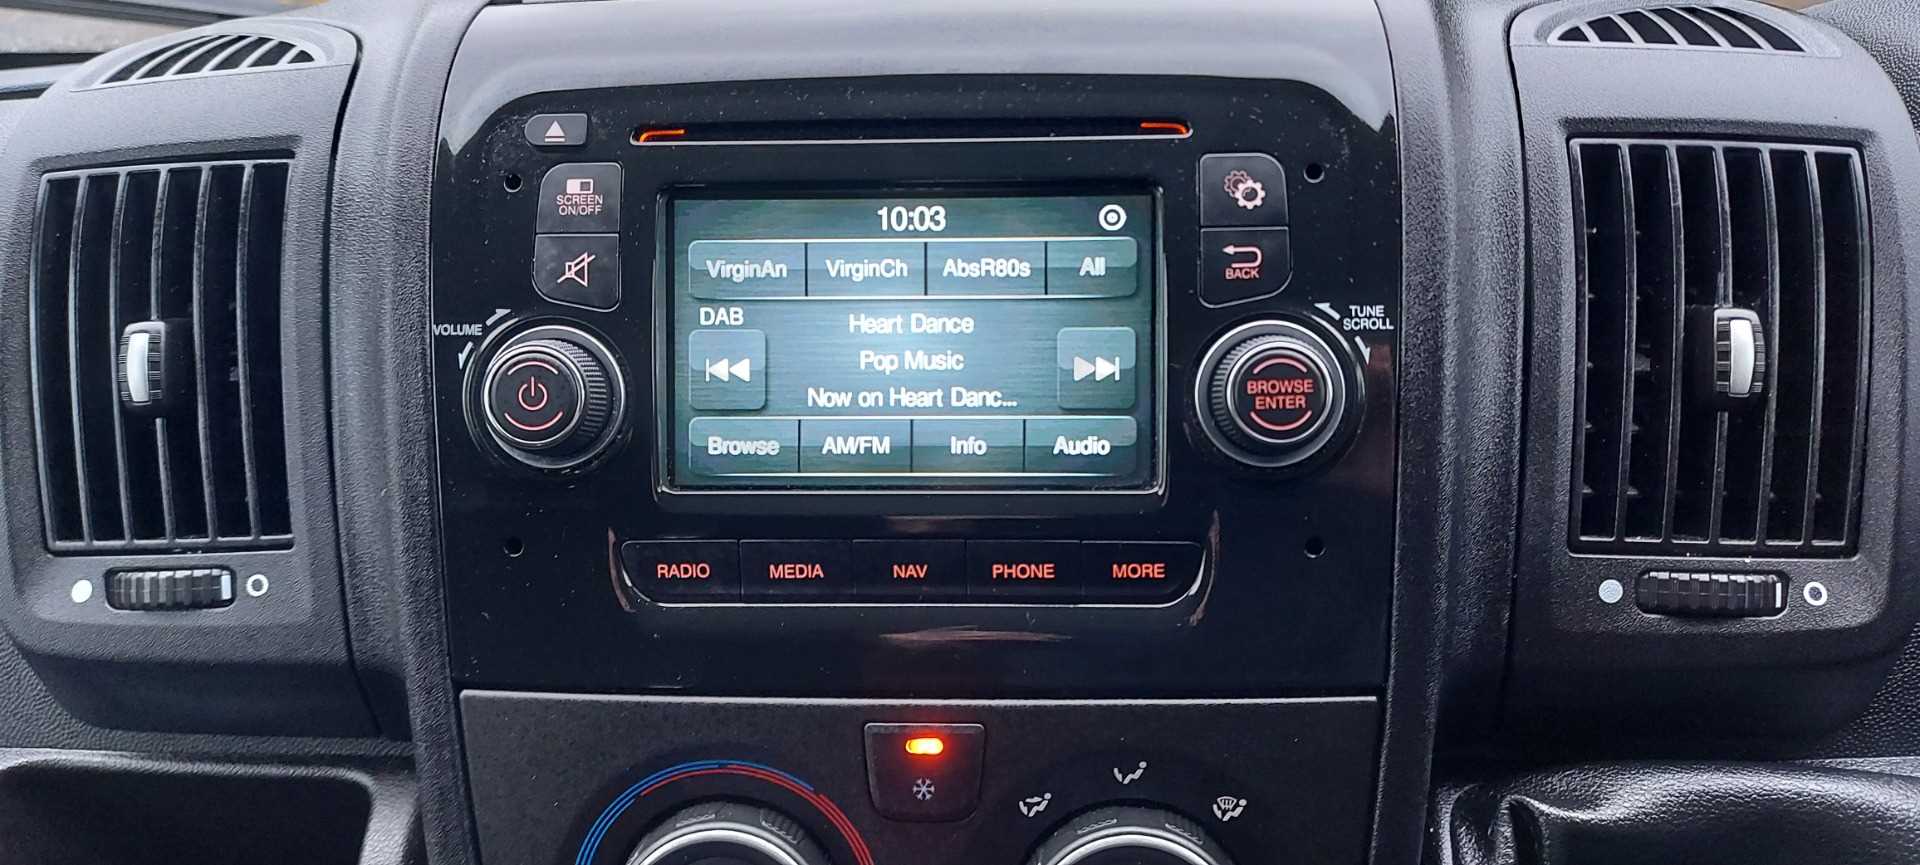 SCREEN
ON/OFF
10:03
VirginAn VirginCh AbsR80s All
BACK
VOLUME
DAB
Heart Dance
Pop Music
Now on Heart Danc...
TUNE
SCROLL
BROWSE
ENTER
Browse AM/FM Info Audio
RADIO MEDIA NAV PHONE MORE